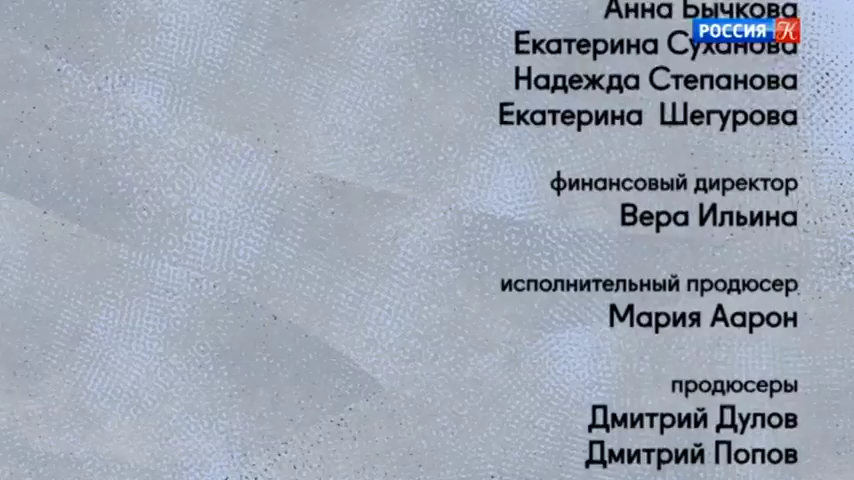 Анна Бычкова
РОССИЯ К
Екатерина Суханова
Надежда Степанова
Екатерина Шегурова
финансовый директор
Вера Ильина
исполнительный продюсер
Мария Аарон
продюсеры
Дмитрий Дулов
Дмитрий Попов